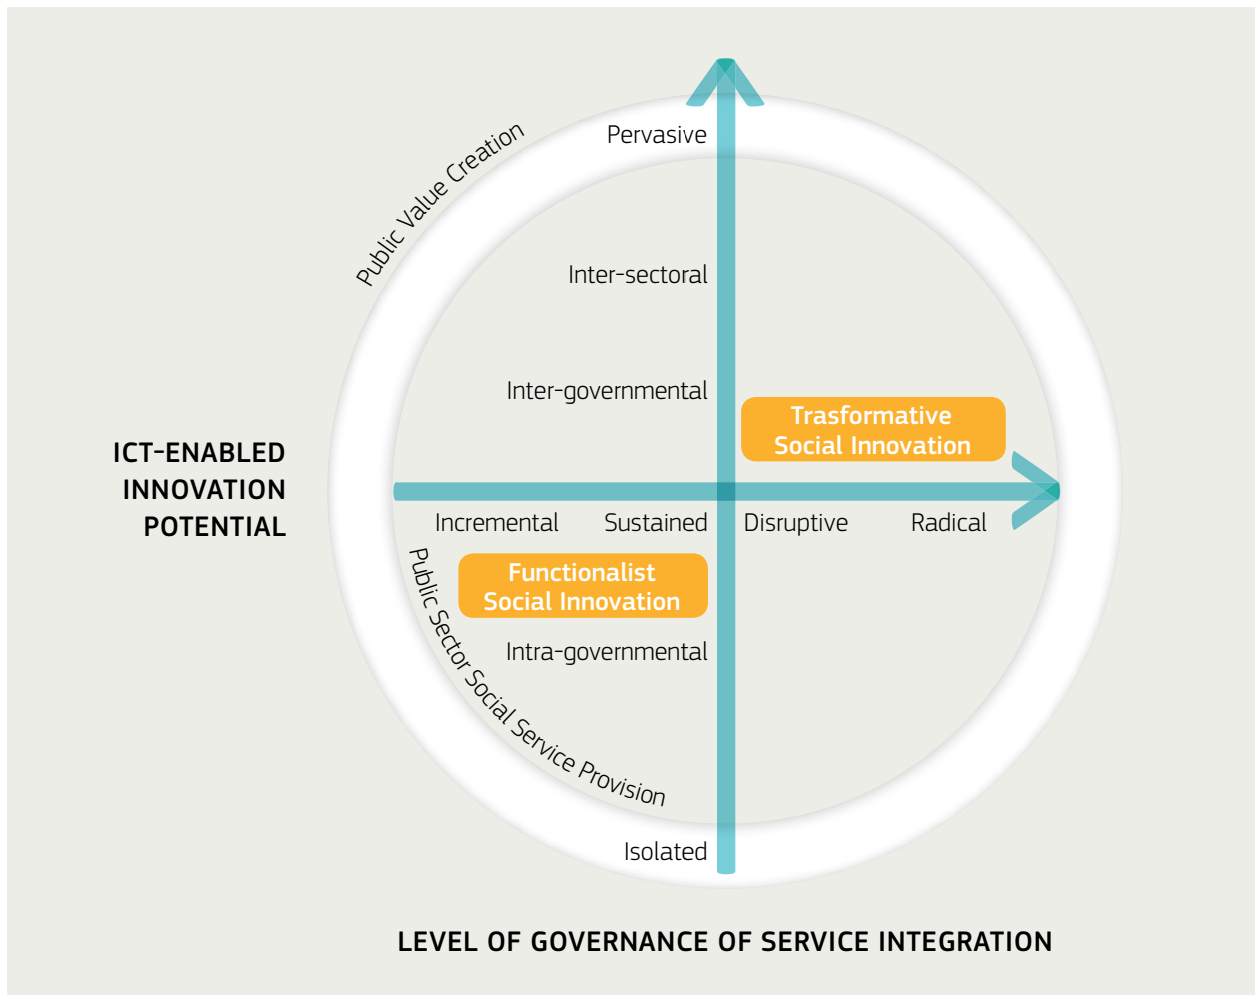 Public Value Creation
Pervasive
Inter-sectoral
Inter-governmental
Trasformative
Social Innovation
ICT-ENABLED
INNOVATION
POTENTIAL
Incremental
Sustained
Disruptive
Radical
Functionalist
Social Innovation
Public Sector Social Service Provision
Intra-governmental
Isolated
LEVEL OF GOVERNANCE OF SERVICE INTEGRATION